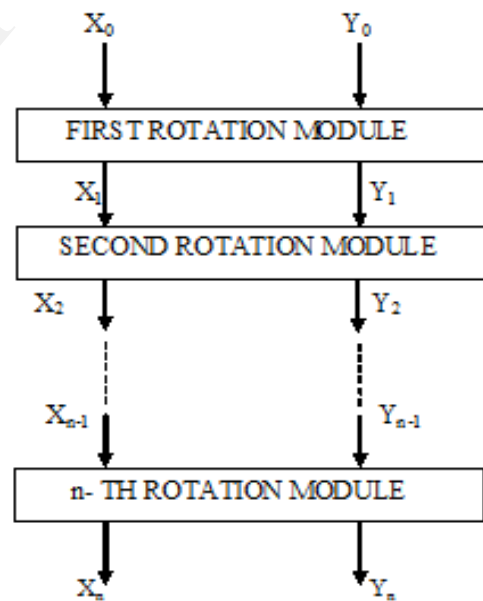 X₀ Y₀
FIRST ROTATION MODULE
X₁ Y₁
SECOND ROTATION MODULE
X₂ Y₂
Xₙ₋₁ Yₙ₋₁
n- TH ROTATION MODULE
Xₙ Yₙ